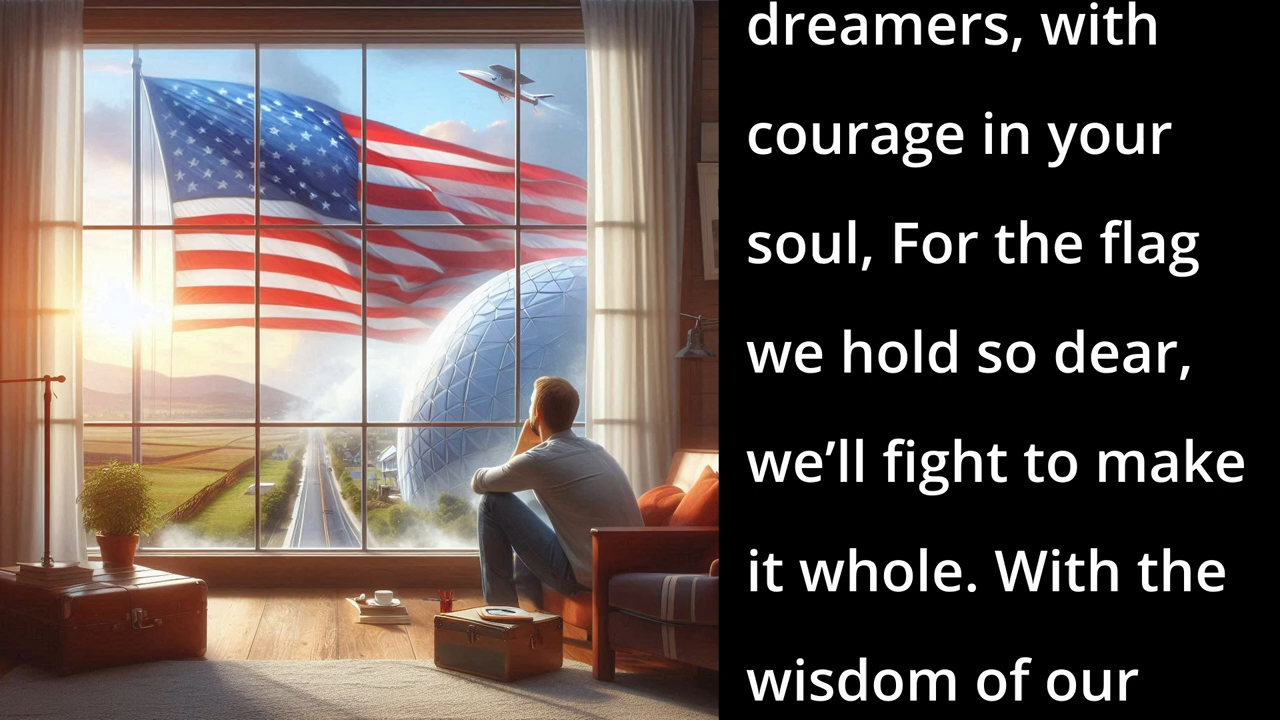 dreamers, with
courage in your
soul, For the flag
we hold so dear,
we’ll fight to make
it whole. With the
wisdom of our